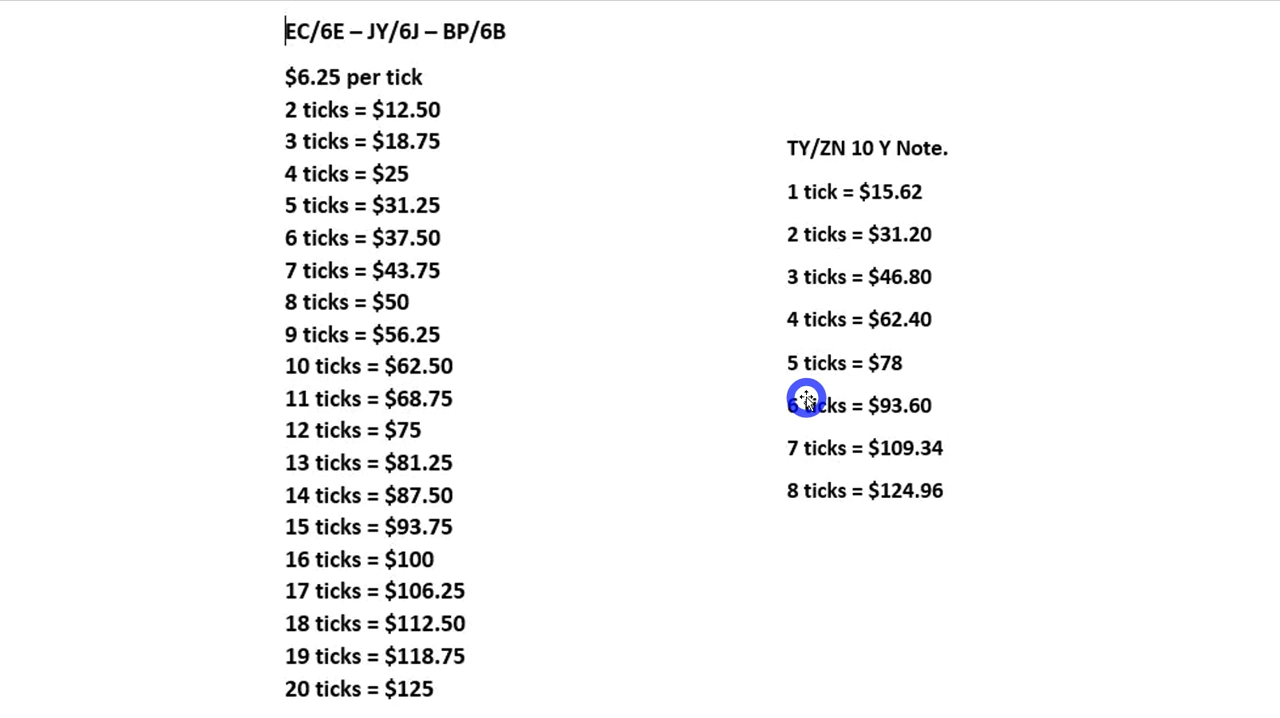 EC/6E – JY/6J – BP/6B
$6.25 per tick
2 ticks = $12.50
3 ticks = $18.75
4 ticks = $25
5 ticks = $31.25
6 ticks = $37.50
7 ticks = $43.75
8 ticks = $50
9 ticks = $56.25
10 ticks = $62.50
11 ticks = $68.75
12 ticks = $75
13 ticks = $81.25
14 ticks = $87.50
15 ticks = $93.75
16 ticks = $100
17 ticks = $106.25
18 ticks = $112.50
19 ticks = $118.75
20 ticks = $125
TY/ZN 10 Y Note.
1 tick = $15.62
2 ticks = $31.20
3 ticks = $46.80
4 ticks = $62.40
5 ticks = $78
6 ticks = $93.60
7 ticks = $109.34
8 ticks = $124.96